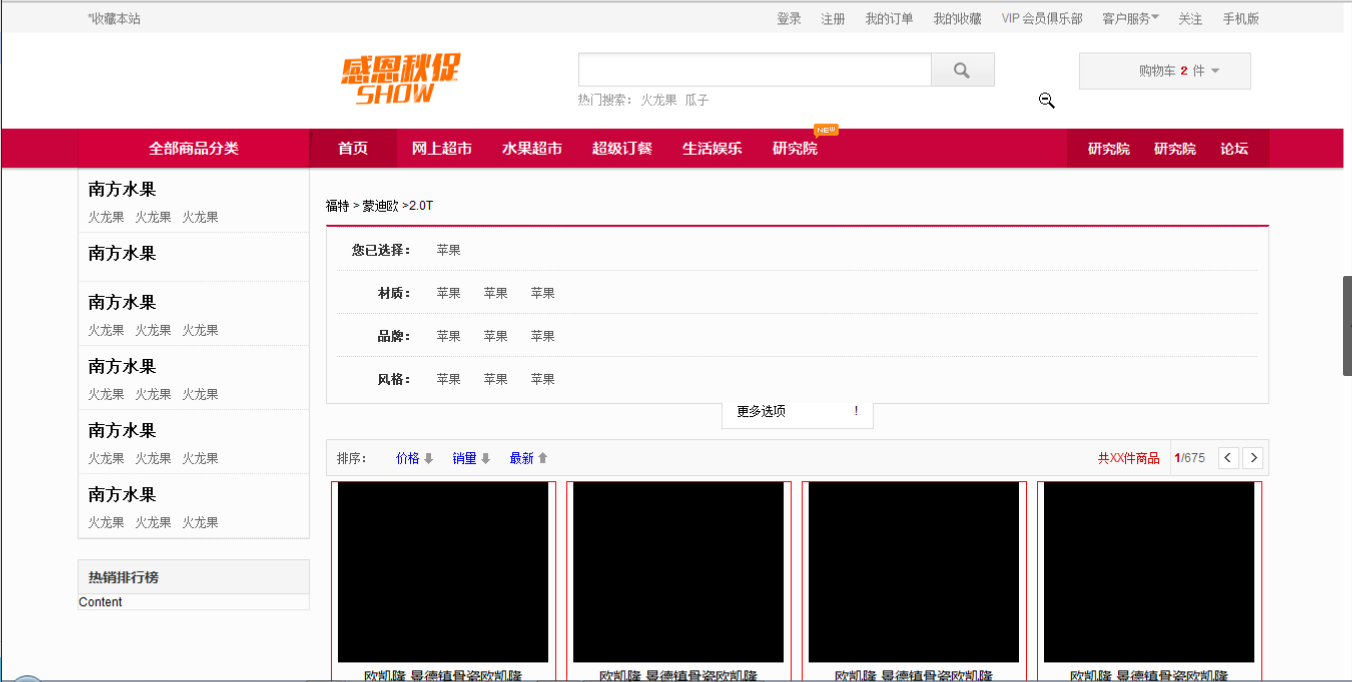 *收藏本站 登录 注册 我的订单 我的收藏 VIP 会员俱乐部 客户服务 关注 手机版
感恩秋促
SHOW
购物车 2 件
热门搜索： 火龙果 瓜子
NEW
全部商品分类 首页 网上超市 水果超市 超级订餐 生活娱乐 研究院 研究院 研究院 论坛
南方水果
火龙果 火龙果 火龙果
南方水果
南方水果
火龙果 火龙果 火龙果
南方水果
火龙果 火龙果 火龙果
南方水果
火龙果 火龙果 火龙果
南方水果
火龙果 火龙果 火龙果
热销排行榜
Content
福特 > 蒙迪欧 >2.0T
您已选择： 苹果
材质： 苹果 苹果 苹果
品牌： 苹果 苹果 苹果
风格： 苹果 苹果 苹果
更多选项 !
排序： 价格 销量 最新 共XX件商品 1/675 < >
欧凯隆 景德镇骨瓷欧凯隆 欧凯隆 景德镇骨瓷欧凯隆 欧凯隆 景德镇骨瓷欧凯隆 欧凯隆 景德镇骨瓷欧凯隆